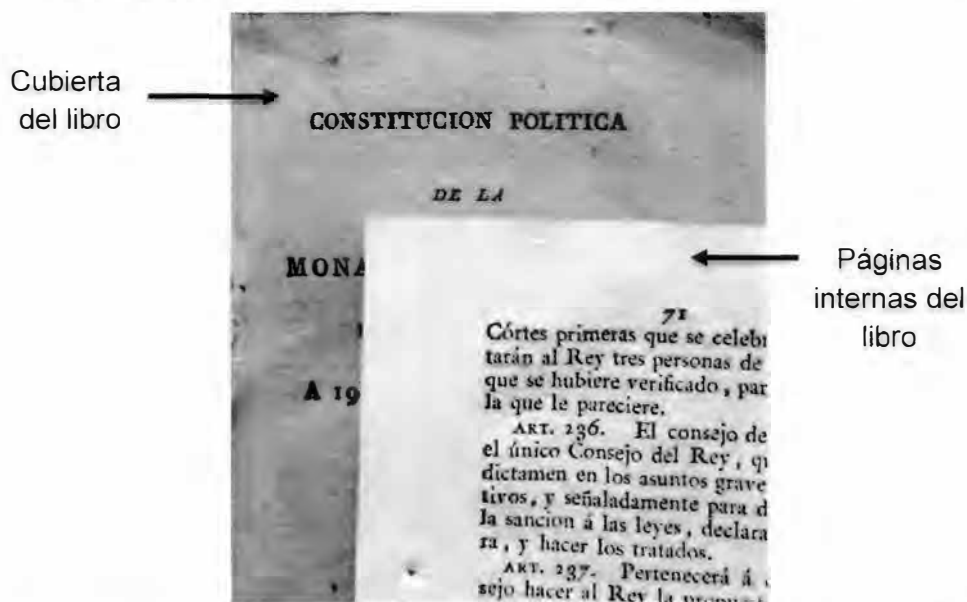 Cubierta
del libro
CONSTITUCION POLITICA
DE LA
MONA
A 19
Páginas
internas del
libro
71
Córtes primeras que se celebr
tarán al Rey tres personas de
que se hubiere verificado, par
la que le pareciere.
ART. 236. El consejo de
el único Consejo del Rey, qu
dictamen en los asuntos grave
tivos, y señaladamente para d
la sancion á las leyes, declara
ra, y hacer los tratados.
ART. 237. Pertenecerá á
sejo hacer al Rey la propuest